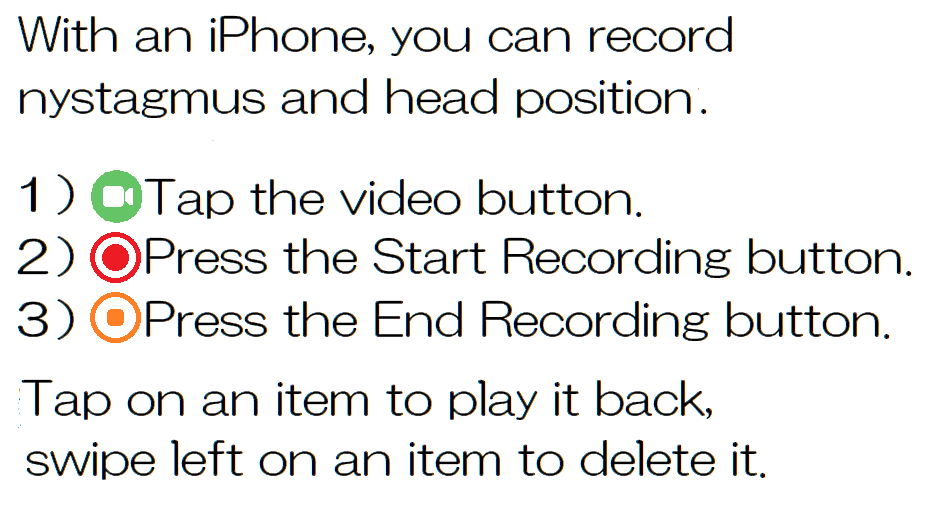 With an iPhone, you can record
nystagmus and head position.
1) Tap the video button.
2) Press the Start Recording button.
3) Press the End Recording button.
Tap on an item to play it back,
swipe left on an item to delete it.